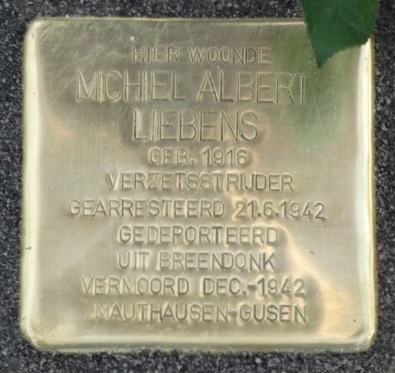 HIER WOONDE
MICHIEL ALBERT
LIEBENS
GEB. 1916
VERZETSSTRIJDER
GEARRESTEERD 21.6.1942
GEDEPORTEERD
UIT BREENDONK
VERMOORD DEC.-1942
MAUTHAUSEN-GUSEN